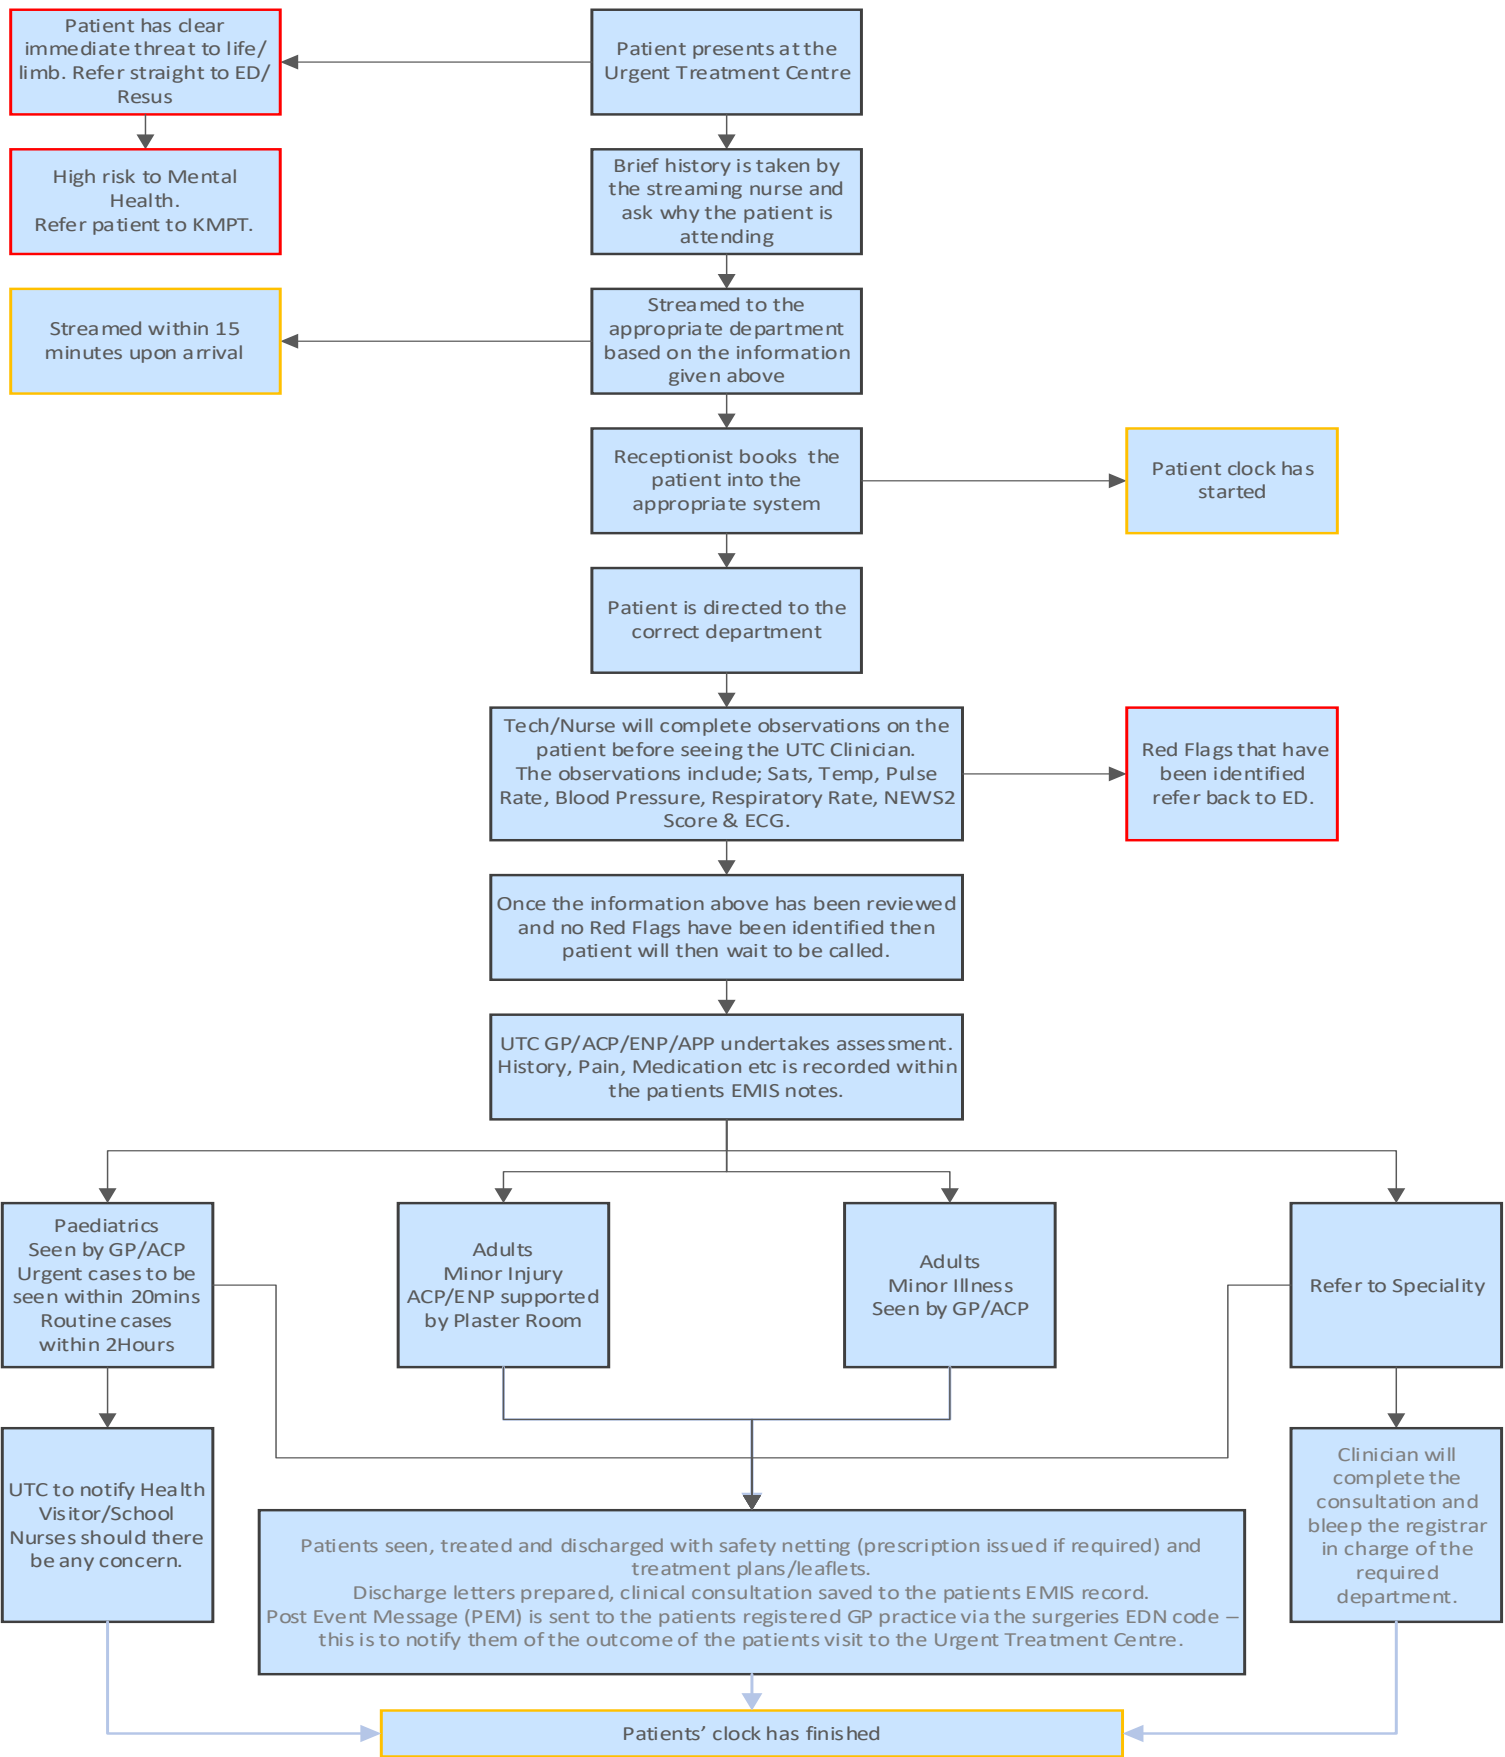 Patient has clear
immediate threat to life/
limb. Refer straight to ED/
Resus
Patient presents at the
Urgent Treatment Centre
High risk to Mental
Health.
Refer patient to KMPT.
Brief history is taken by
the streaming nurse and
ask why the patient is
attending
Streamed within 15
minutes upon arrival
Streamed to the
appropriate department
based on the information
given above
Receptionist books the
patient into the
appropriate system
Patient clock has
started
Patient is directed to the
correct department
Tech/Nurse will complete observations on the
patient before seeing the UTC Clinician.
The observations include; Sats, Temp, Pulse
Rate, Blood Pressure, Respiratory Rate, NEWS2
Score & ECG.
Red Flags that have
been identified
refer back to ED.
Once the information above has been reviewed
and no Red Flags have been identified then
patient will then wait to be called.
UTC GP/ACP/ENP/APP undertakes assessment.
History, Pain, Medication etc is recorded within
the patients EMIS notes.
Paediatrics
Seen by GP/ACP
Urgent cases to be
seen within 20mins
Routine cases
within 2Hours
Adults
Minor Injury
ACP/ENP supported
by Plaster Room
Adults
Minor Illness
Seen by GP/ACP
Refer to Speciality
UTC to notify Health
Visitor/School
Nurses should there
be any concern.
Patients seen, treated and discharged with safety netting (prescription issued if required) and
treatment plans/leaflets.
Discharge letters prepared, clinical consultation saved to the patients EMIS record.
Post Event Message (PEM) is sent to the patients registered GP practice via the surgeries EDN code –
this is to notify them of the outcome of the patients visit to the Urgent Treatment Centre.
Clinician will
complete the
consultation and
bleep the registrar
in charge of the
required
department.
Patients’ clock has finished